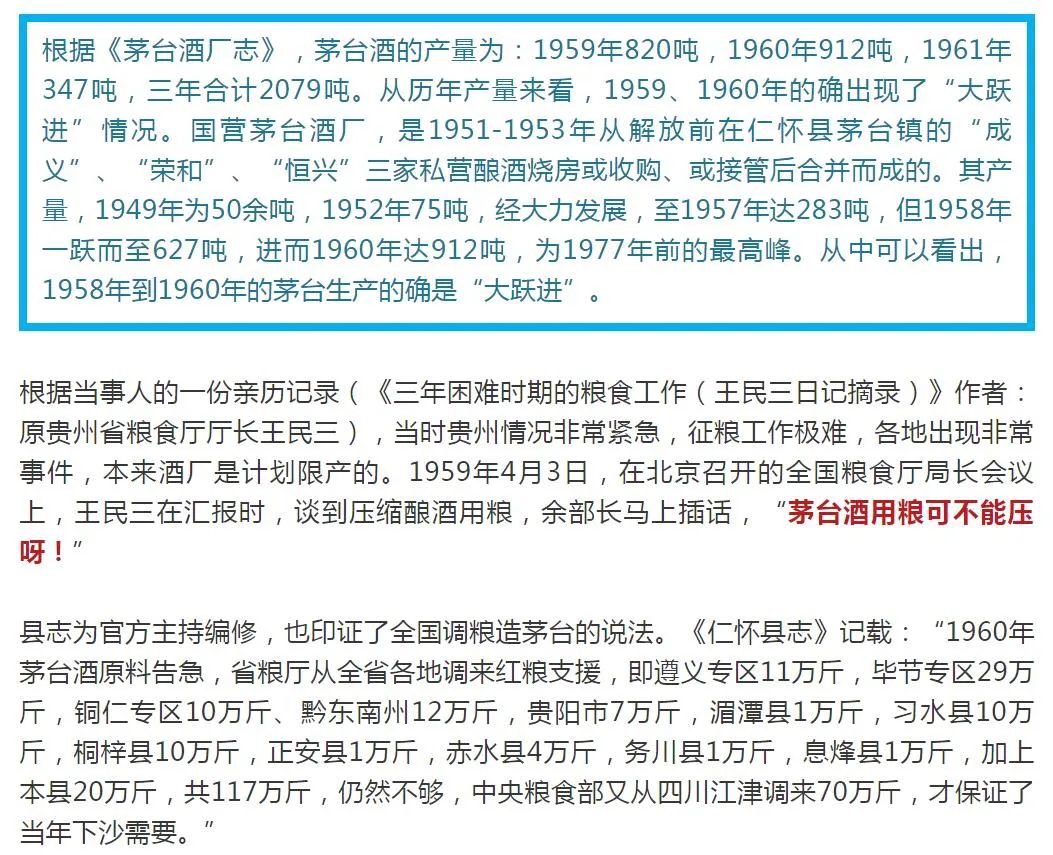 根据《茅台酒厂志》，茅台酒的产量为：1959年820吨，1960年912吨，1961年
347吨，三年合计2079吨。从历年产量来看，1959、1960年的确出现了“大跃
进”情况。国营茅台酒厂，是1951-1953年从解放前在仁怀县茅台镇的“成
义”、“荣和”、“恒兴”三家私营酿酒烧房或收购、或接管后合并而成的。其产
量，1949年为50余吨，1952年75吨，经大力发展，至1957年达283吨，但1958年
一跃而至627吨，进而1960年达912吨，为1977年前的最高峰。从中可以看出，
1958年到1960年的茅台生产的确是“大跃进”。
根据当事人的一份亲历记录（《三年困难时期的粮食工作（王民三日记摘录）》作者：
原贵州省粮食厅厅长王民三），当时贵州情况非常紧急，征粮工作极难，各地出现非常
事件，本来酒厂是计划限产的。1959年4月3日，在北京召开的全国粮食厅局长会议
上，王民三在汇报时，谈到压缩酿酒用粮，余部长马上插话，“茅台酒用粮可不能压
呀！”
县志为官方主持编修，也印证了全国调粮造茅台的说法。《仁怀县志》记载：“1960年
茅台酒原料告急，省粮厅从全省各地调来红粮支援，即遵义专区11万斤，毕节专区29万
斤，铜仁专区10万斤、黔东南州12万斤，贵阳市7万斤，湄潭县1万斤，习水县10万
斤，桐梓县10万斤，正安县1万斤，赤水县4万斤，务川县1万斤，息烽县1万斤，加上
本县20万斤，共117万斤，仍然不够，中央粮食部又从四川江津调来70万斤，才保证了
当年下沙需要。”